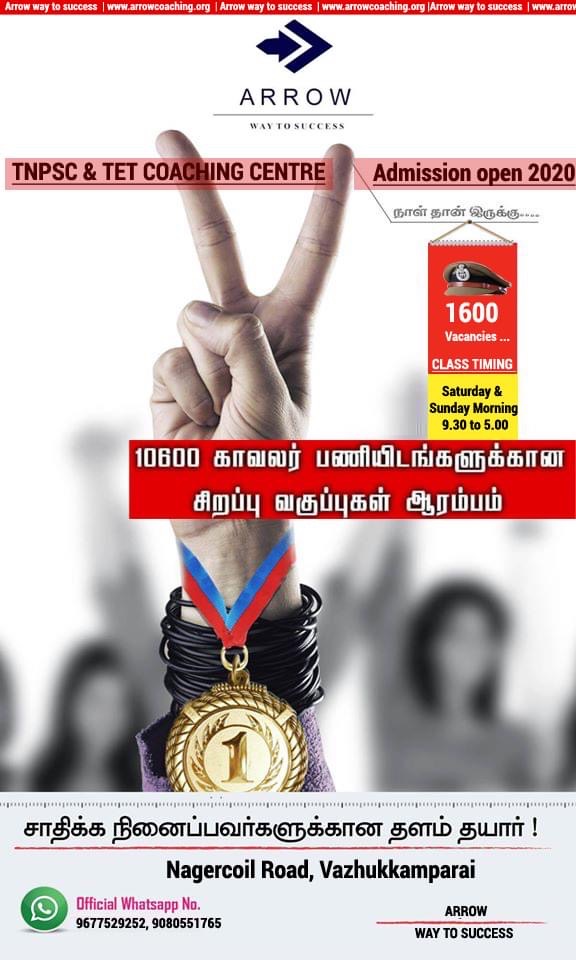 Arrow way to success | www.arrowcoaching.org | Arrow way to success | www.arrowcoaching.org |Arrow way to success | www.arrow
ARROW
WAY TO SUCCESS
TNPSC & TET COACHING CENTRE
Admission open 2020
நாள் தான் இருக்கு....
1600
Vacancies ...
CLASS TIMING
Saturday &
Sunday Morning
9.30 to 5.00
10600 காவலர் பணியிடங்களுக்கான
சிறப்பு வகுப்புகள் ஆரம்பம்
1
சாதிக்க நினைப்பவர்களுக்கான தளம் தயார் !
Nagercoil Road, Vazhukkamparai
Official Whatsapp No.
9677529252, 9080551765
ARROW
WAY TO SUCCESS